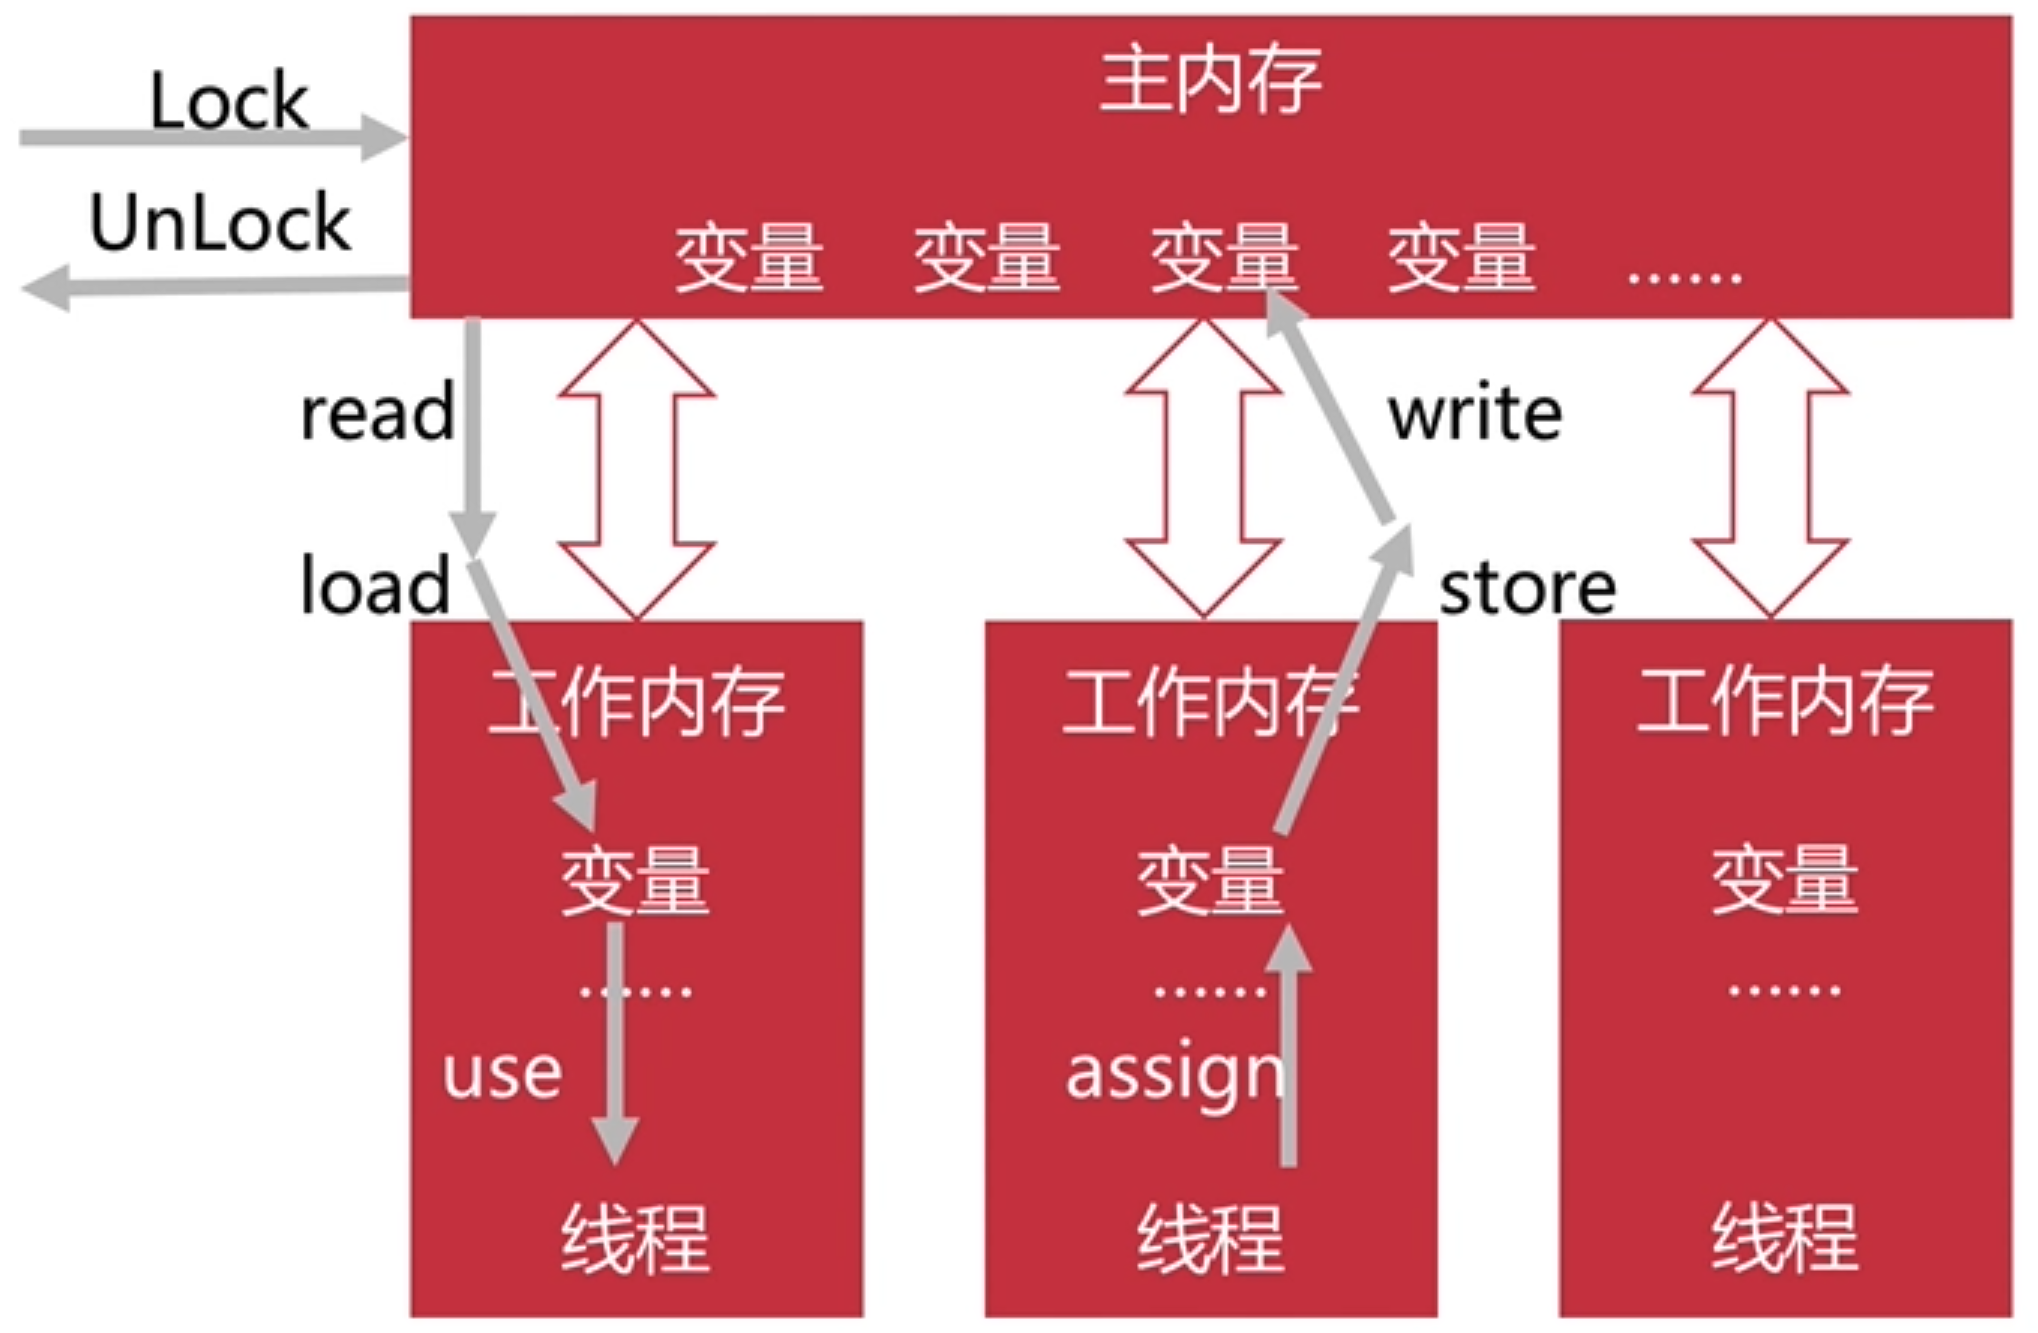 主内存
Lock
UnLock
变量 变量 变量 变量 ......
read
write
load
store
工作内存 工作内存 工作内存
变量 变量 变量
...... ...... ......
use assign
线程 线程 线程